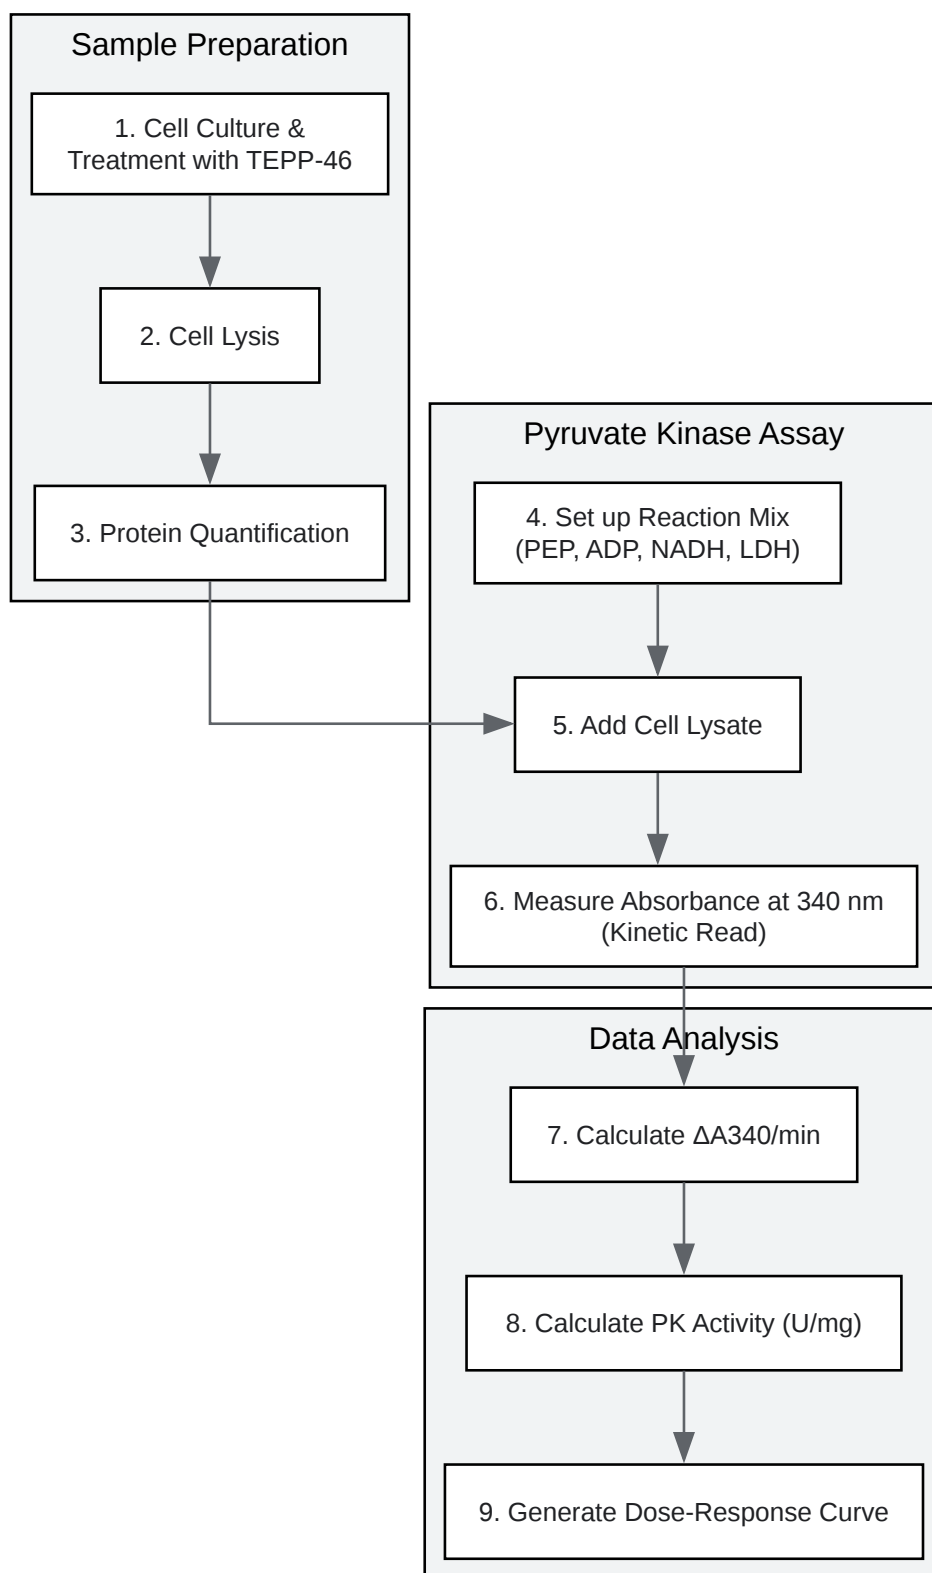 Sample Preparation
1. Cell Culture &
Treatment with TEPP-46
2. Cell Lysis
3. Protein Quantification
Pyruvate Kinase Assay
4. Set up Reaction Mix
(PEP, ADP, NADH, LDH)
5. Add Cell Lysate
6. Measure Absorbance at 340 nm
(Kinetic Read)
Data Analysis
7. Calculate ΔA340/min
8. Calculate PK Activity (U/mg)
9. Generate Dose-Response Curve